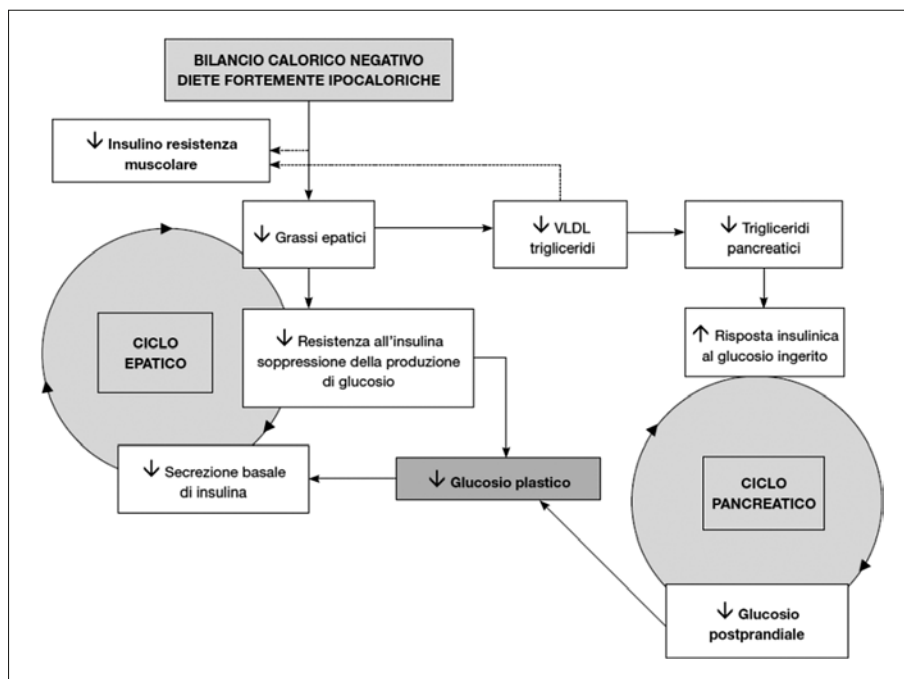 BILANCIO CALORICO NEGATIVO
DIETE FORTEMENTE IPOCALORICHE
↓ Insulino resistenza
muscolare
↓ Grassi epatici
↓ VLDL
trigliceridi
↓ Trigliceridi
pancreatici
CICLO
EPATICO
↓ Resistenza all’insulina
soppressione della produzione
di glucosio
↑ Risposta insulinica
al glucosio ingerito
↓ Secrezione basale
di insulina
↓ Glucosio plastico
CICLO
PANCREATICO
↓ Glucosio
postprandiale